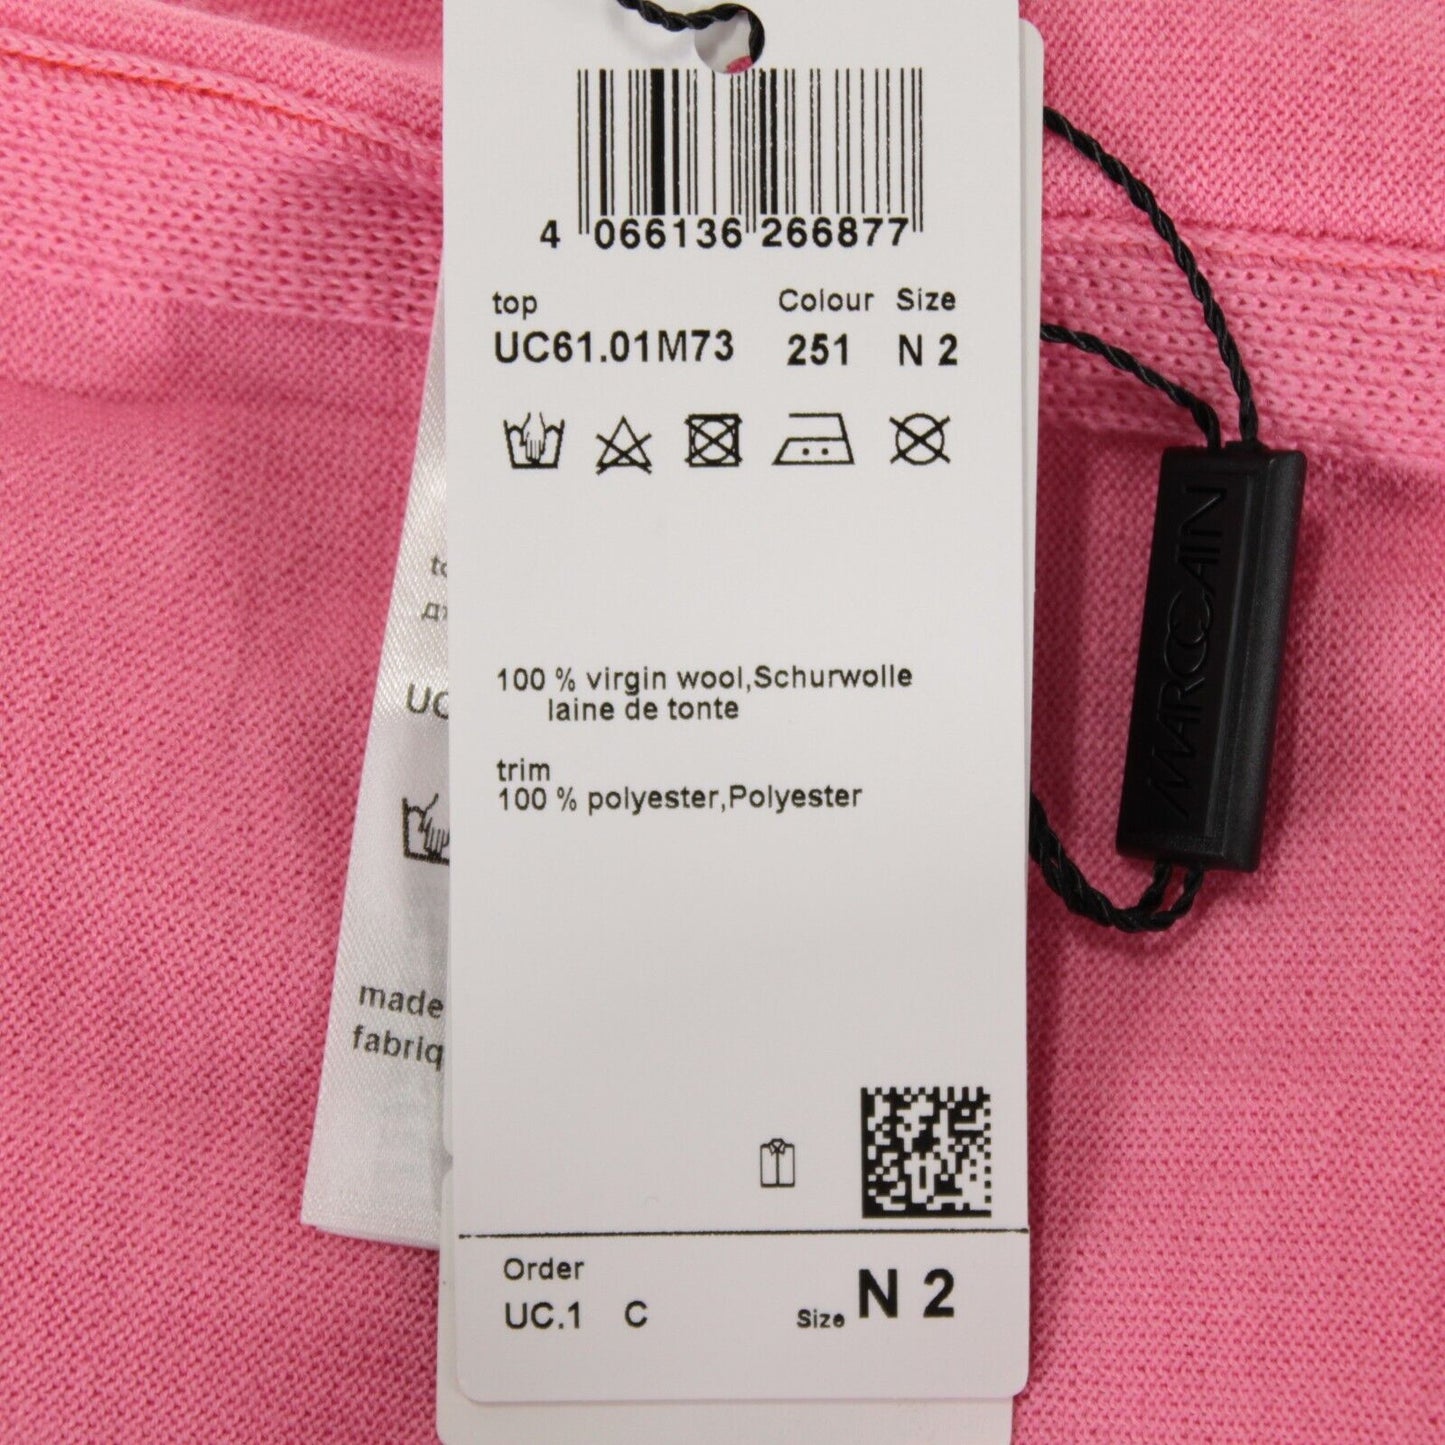 4 066136 266877
top Colour Size
UC61.01M73 251 N 2
100 % virgin wool,Schurwolle
laine de tonte
trim
100 % polyester,Polyester
Order
UC.1 C Size N 2
MARCCAIN
UC
made
fabriq